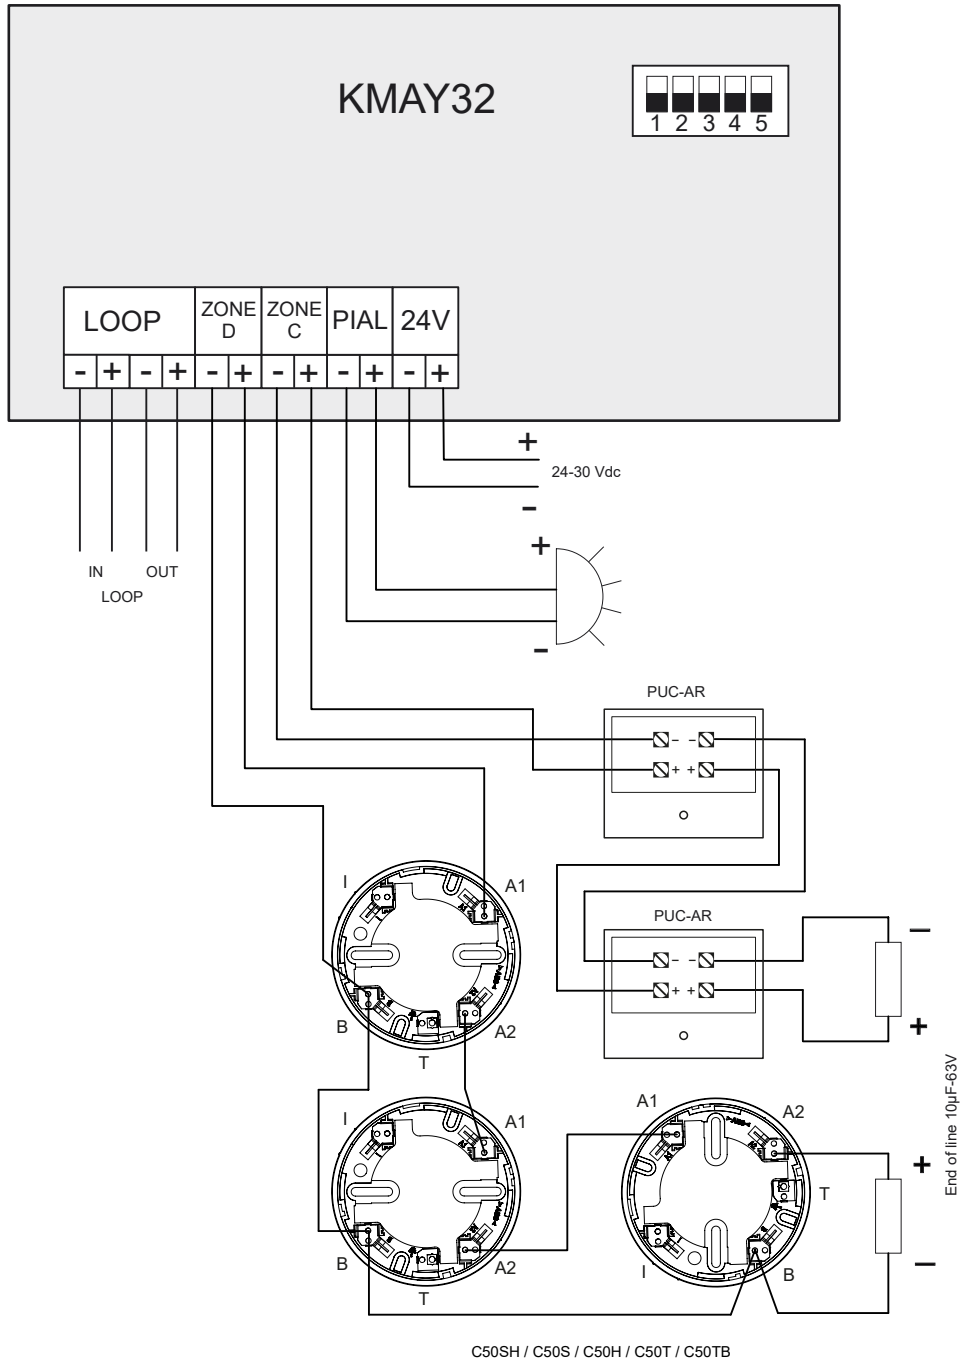 KMAY32
1 2 3 4 5
LOOP
ZONE
D
ZONE
C
PIAL
24V
- + - + - + - + - + - +
+
24-30 Vdc
-
IN
OUT
LOOP
+
-
PUC-AR
- -
+ +
PUC-AR
- -
+ +
-
+
I
A1
B
A2
T
I
A1
B
A2
T
A1
A2
T
I
B
+
-
End of line 10µF-63V
C50SH / C50S / C50H / C50T / C50TB